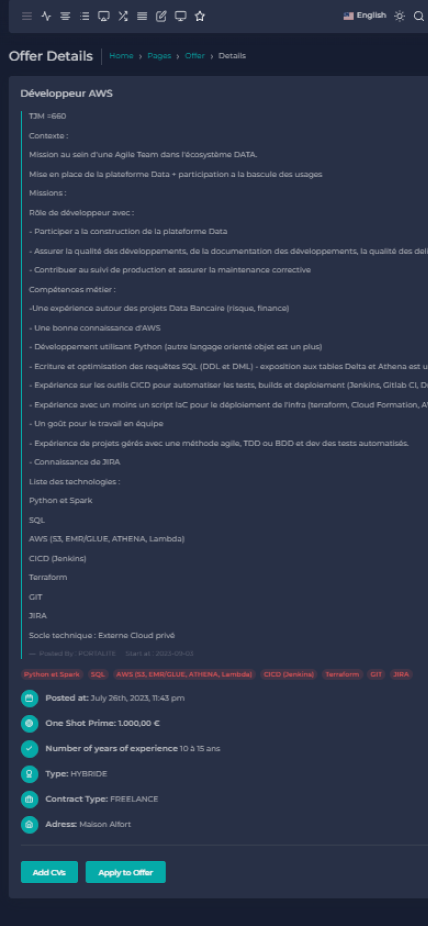 English
Offer Details Home › Pages › Offer › Details
Développeur AWS
TJM =660
Contexte :
Mission au sein d'une Agile Team dans l'écosystème DATA.
Mise en place de la plateforme Data + participation a la bascule des usages
Missions :
Rôle de développeur avec :
- Participer a la construction de la plateforme Data
- Assurer la qualité des développements, de la documentation des développements, la qualité des deli
- Contribuer au suivi de production et assurer la maintenance corrective
Compétences métier :
-Une expérience autour des projets Data Bancaire (risque, finance)
- Une bonne connaissance d'AWS
- Développement utilisant Python (autre langage orienté objet est un plus)
- Ecriture et optimisation des requêtes SQL (DDL et DML) - exposition aux tables Delta et Athena est u
- Expérience sur les outils CICD pour automatiser les tests, builds et deploiement (Jenkins, Gitlab CI, D
- Expérience avec un moins un script IaC pour le déploiement de l'infra (terraform, Cloud Formation, A
- Un goût pour le travail en équipe
- Expérience de projets gérés avec une méthode agile, TDD ou BDD et dev des tests automatisés.
- Connaissance de JIRA
Liste des technologies :
Python et Spark
SQL
AWS (S3, EMR/GLUE, ATHENA, Lambda)
CICD (Jenkins)
Terraform
GIT
JIRA
Socle technique : Externe Cloud privé
— Posted By : PORTNLITE Start at : 2023-09-03
Python et Spark SQL AWS (S3, EMR/GLUE, ATHENA, Lambda) CICD (Jenkins) Terraform GIT JIRA
Posted at: July 26th, 2023, 11:43 pm
One Shot Prime: 1.000,00 €
Number of years of experience 10 à 15 ans
Type: HYBRIDE
Contract Type: FREELANCE
Adress: Maison Alfort
Add CVs Apply to Offer